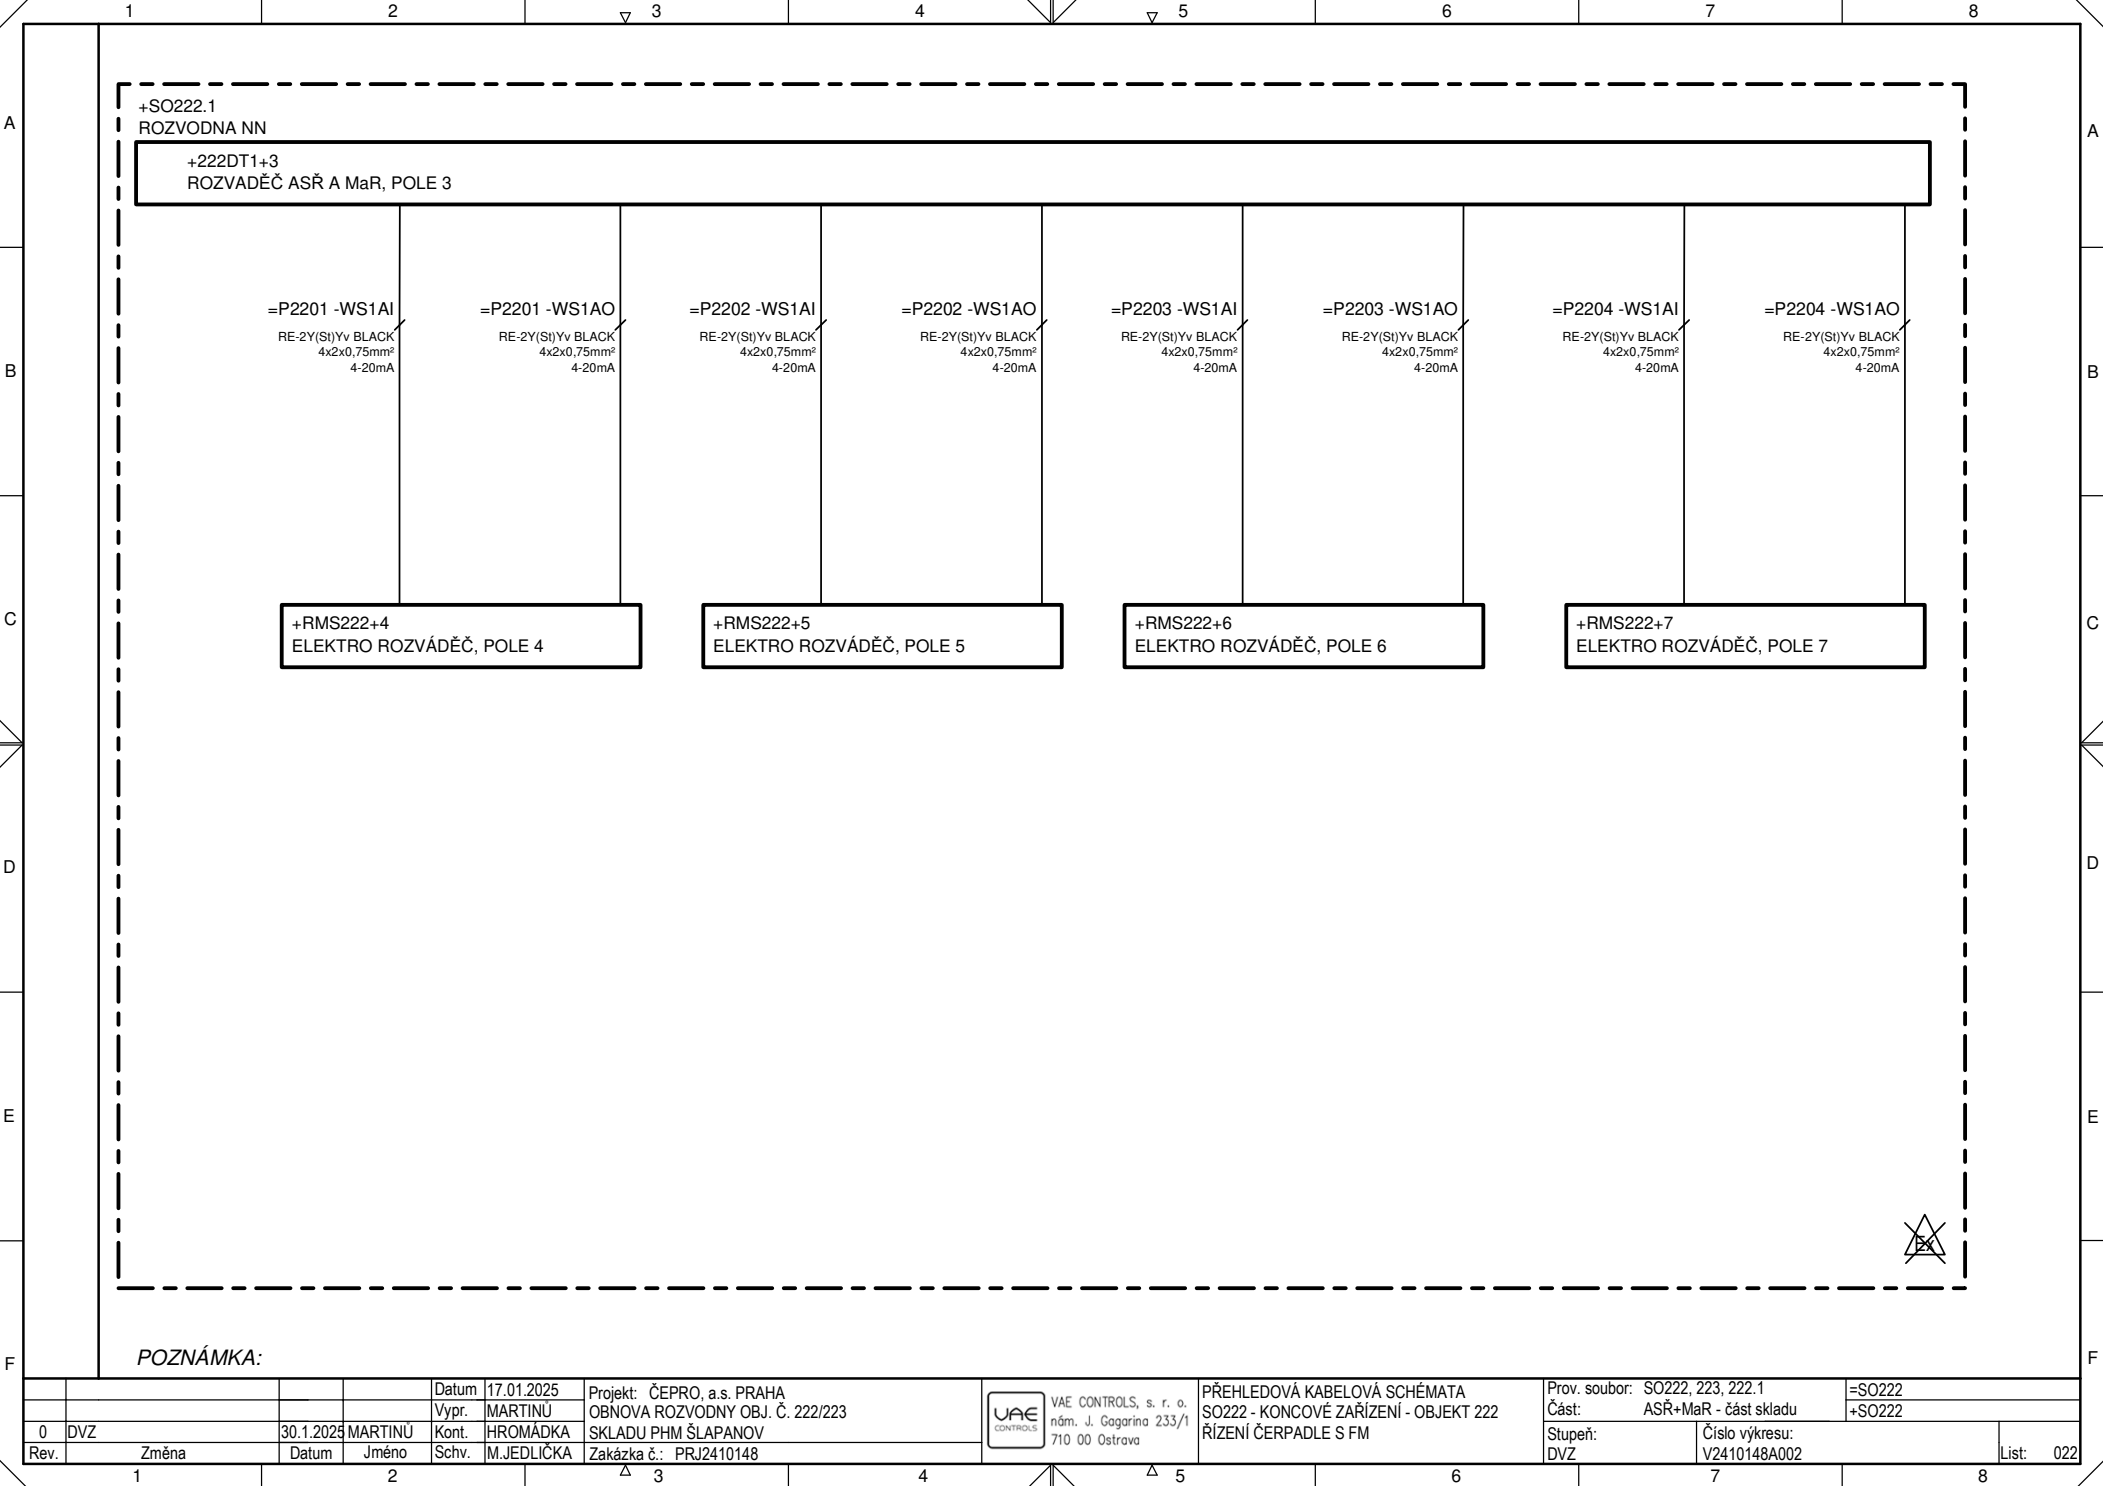 1 2 3 4 5 6 7 8
A A
B B
C C
D D
E E
F F
+SO222.1
ROZVODNA NN
+222DT1+3
ROZVADĚČ ASŘ A MaR, POLE 3
=P2201 -WS1AI
RE-2Y(St)Yv BLACK
4x2x0,75mm²
4-20mA
=P2201 -WS1AO
RE-2Y(St)Yv BLACK
4x2x0,75mm²
4-20mA
=P2202 -WS1AI
RE-2Y(St)Yv BLACK
4x2x0,75mm²
4-20mA
=P2202 -WS1AO
RE-2Y(St)Yv BLACK
4x2x0,75mm²
4-20mA
=P2203 -WS1AI
RE-2Y(St)Yv BLACK
4x2x0,75mm²
4-20mA
=P2203 -WS1AO
RE-2Y(St)Yv BLACK
4x2x0,75mm²
4-20mA
=P2204 -WS1AI
RE-2Y(St)Yv BLACK
4x2x0,75mm²
4-20mA
=P2204 -WS1AO
RE-2Y(St)Yv BLACK
4x2x0,75mm²
4-20mA
+RMS222+4
ELEKTRO ROZVÁDĚČ, POLE 4
+RMS222+5
ELEKTRO ROZVÁDĚČ, POLE 5
+RMS222+6
ELEKTRO ROZVÁDĚČ, POLE 6
+RMS222+7
ELEKTRO ROZVÁDĚČ, POLE 7
Ex
POZNÁMKA:
0 DVZ 30.1.2025 MARTINŮ
Rev. Změna Datum Jméno
Datum 17.01.2025
Vypr. MARTINŮ
Kont. HROMÁDKA
Schv. M.JEDLIČKA
Projekt: ČEPRO, a.s. PRAHA
OBNOVA ROZVODNY OBJ. Č. 222/223
SKLADU PHM ŠLAPANOV
Zakázka č.: PRJ2410148
VAE
CONTROLS
VAE CONTROLS, s. r. o.
nám. J. Gagarina 233/1
710 00 Ostrava
PŘEHLEDOVÁ KABELOVÁ SCHÉMATA
SO222 - KONCOVÉ ZAŘÍZENÍ - OBJEKT 222
ŘÍZENÍ ČERPADLE S FM
Prov. soubor: SO222, 223, 222.1
Část: ASŘ+MaR - část skladu
Stupeň:
DVZ
Číslo výkresu:
V2410148A002
=SO222
+SO222
List: 022
1 2 3 4 5 6 7 8